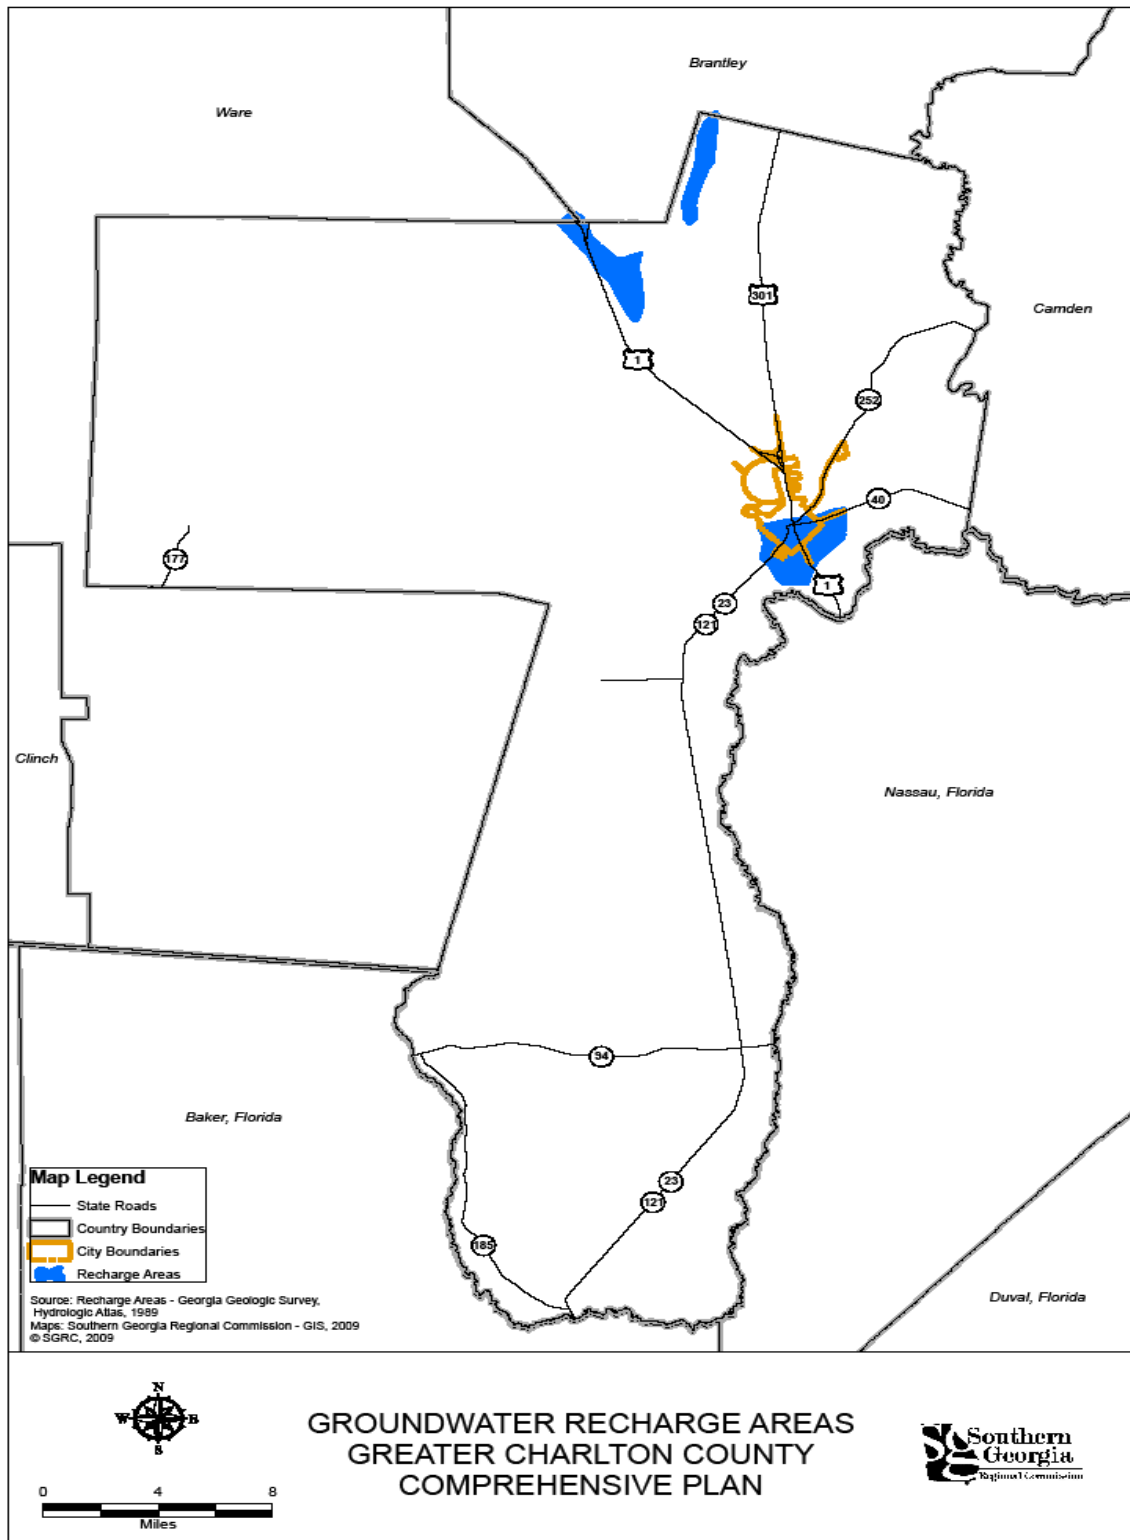 Brantley
Ware
Camden
301
1
252
40
177
1
23
121
Clinch
Nassau, Florida
94
Baker, Florida
23
121
185
Duval, Florida
Map Legend
State Roads
Country Boundaries
City Boundaries
Recharge Areas
Source: Recharge Areas - Georgia Geologic Survey,
Hydrologic Atlas, 1989
Maps: Southern Georgia Regional Commission - GIS, 2009
© SGRC, 2009
N
W E
S
GROUNDWATER RECHARGE AREAS
GREATER CHARLTON COUNTY
COMPREHENSIVE PLAN
Southern
Georgia
Regional Commission
0 4 8
Miles